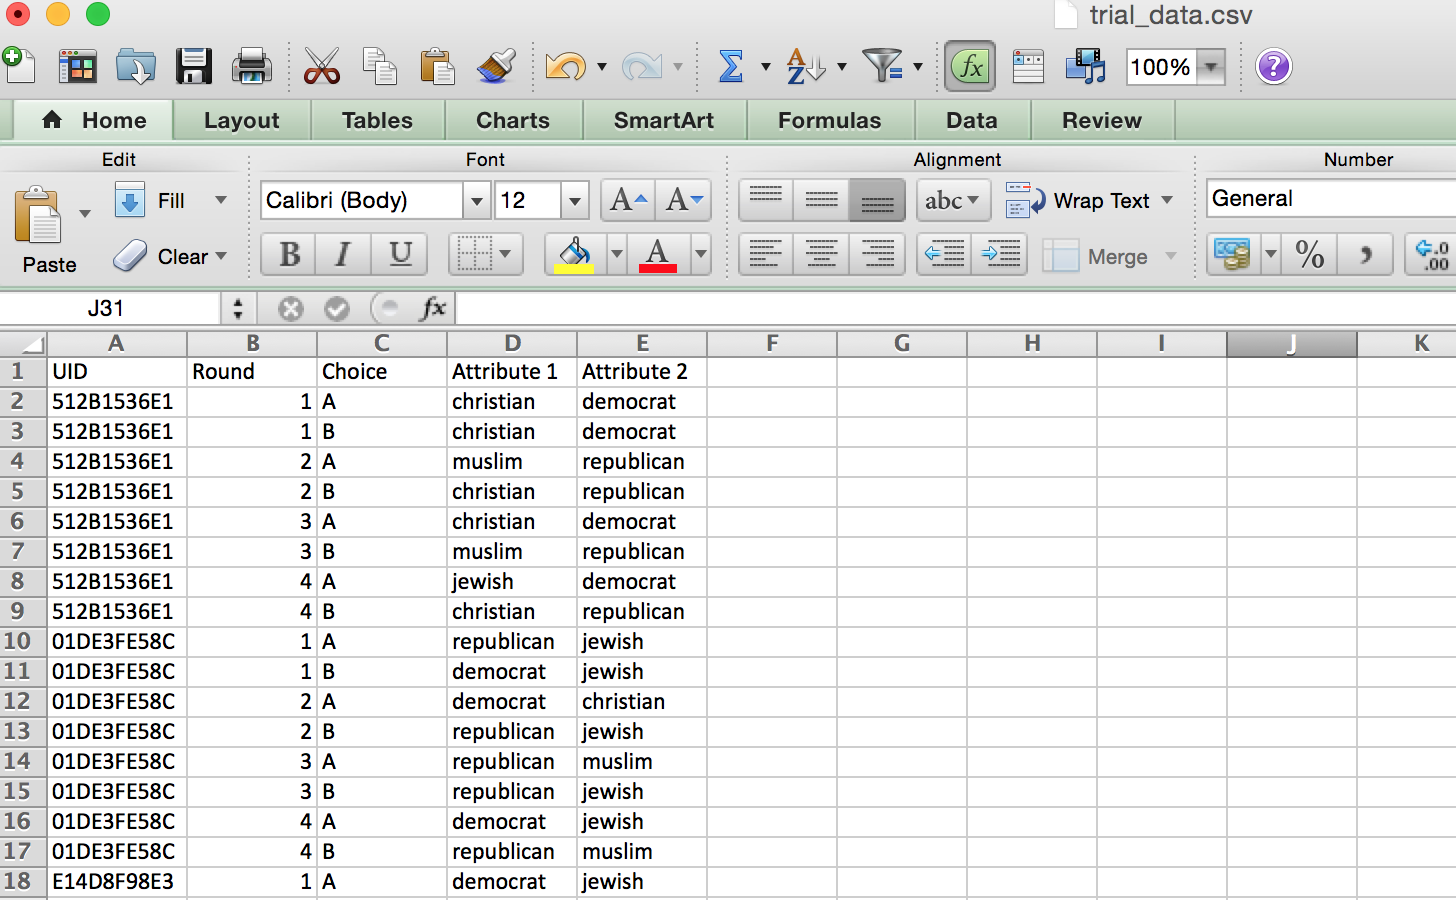 trial_data.csv
100%
Home Layout Tables Charts SmartArt Formulas Data Review
Edit Font Alignment Number
Fill Calibri (Body) 12 A A abc Wrap Text General
Paste Clear B I U A Merge % , .0 .00
J31 fx
A B C D E F G H I J K
1 UID Round Choice Attribute 1 Attribute 2
2 512B1536E1 1 A christian democrat
3 512B1536E1 1 B christian democrat
4 512B1536E1 2 A muslim republican
5 512B1536E1 2 B christian republican
6 512B1536E1 3 A christian democrat
7 512B1536E1 3 B muslim republican
8 512B1536E1 4 A jewish democrat
9 512B1536E1 4 B christian republican
10 01DE3FE58C 1 A republican jewish
11 01DE3FE58C 1 B democrat jewish
12 01DE3FE58C 2 A democrat christian
13 01DE3FE58C 2 B republican jewish
14 01DE3FE58C 3 A republican muslim
15 01DE3FE58C 3 B republican jewish
16 01DE3FE58C 4 A democrat jewish
17 01DE3FE58C 4 B republican muslim
18 E14D8F98E3 1 A democrat jewish